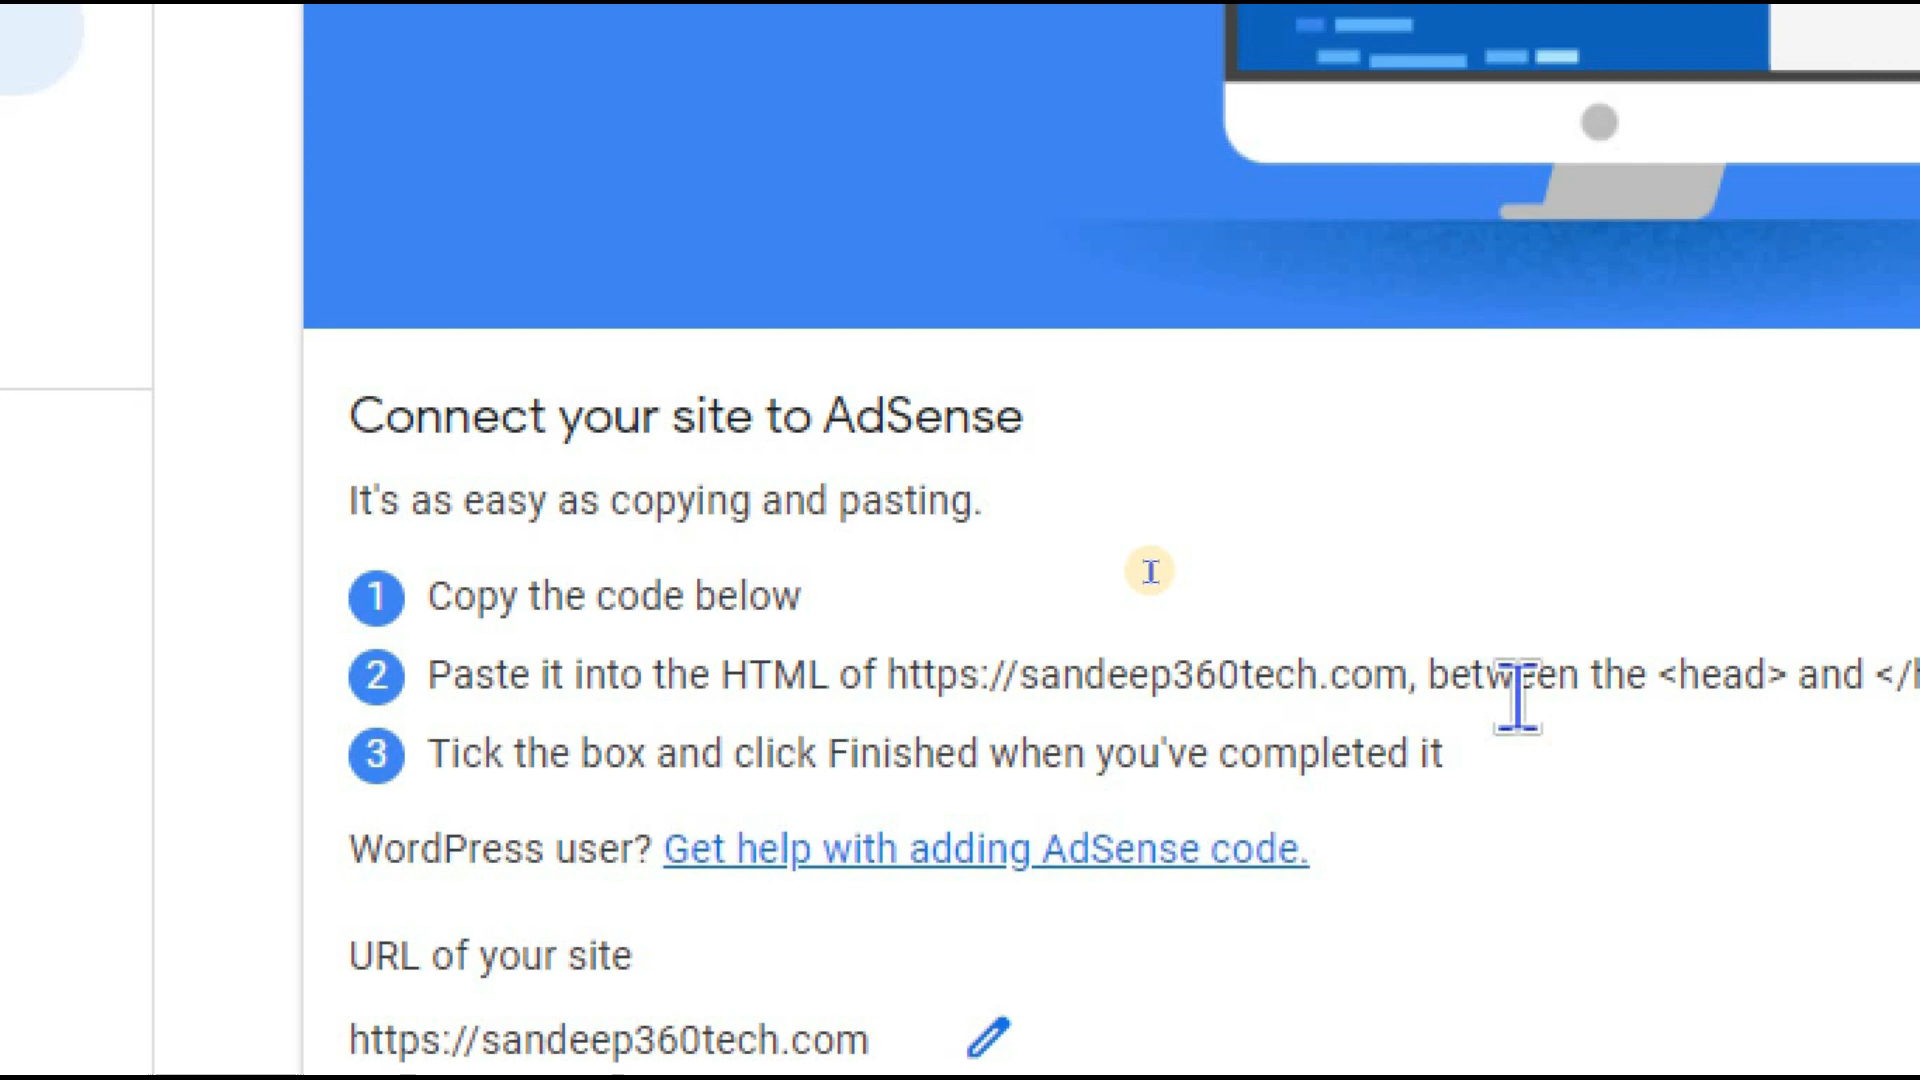 Connect your site to AdSense
It's as easy as copying and pasting.
1 Copy the code below
2 Paste it into the HTML of https://sandeep360tech.com, between the <head> and </h
3 Tick the box and click Finished when you've completed it
WordPress user? Get help with adding AdSense code.
URL of your site
https://sandeep360tech.com